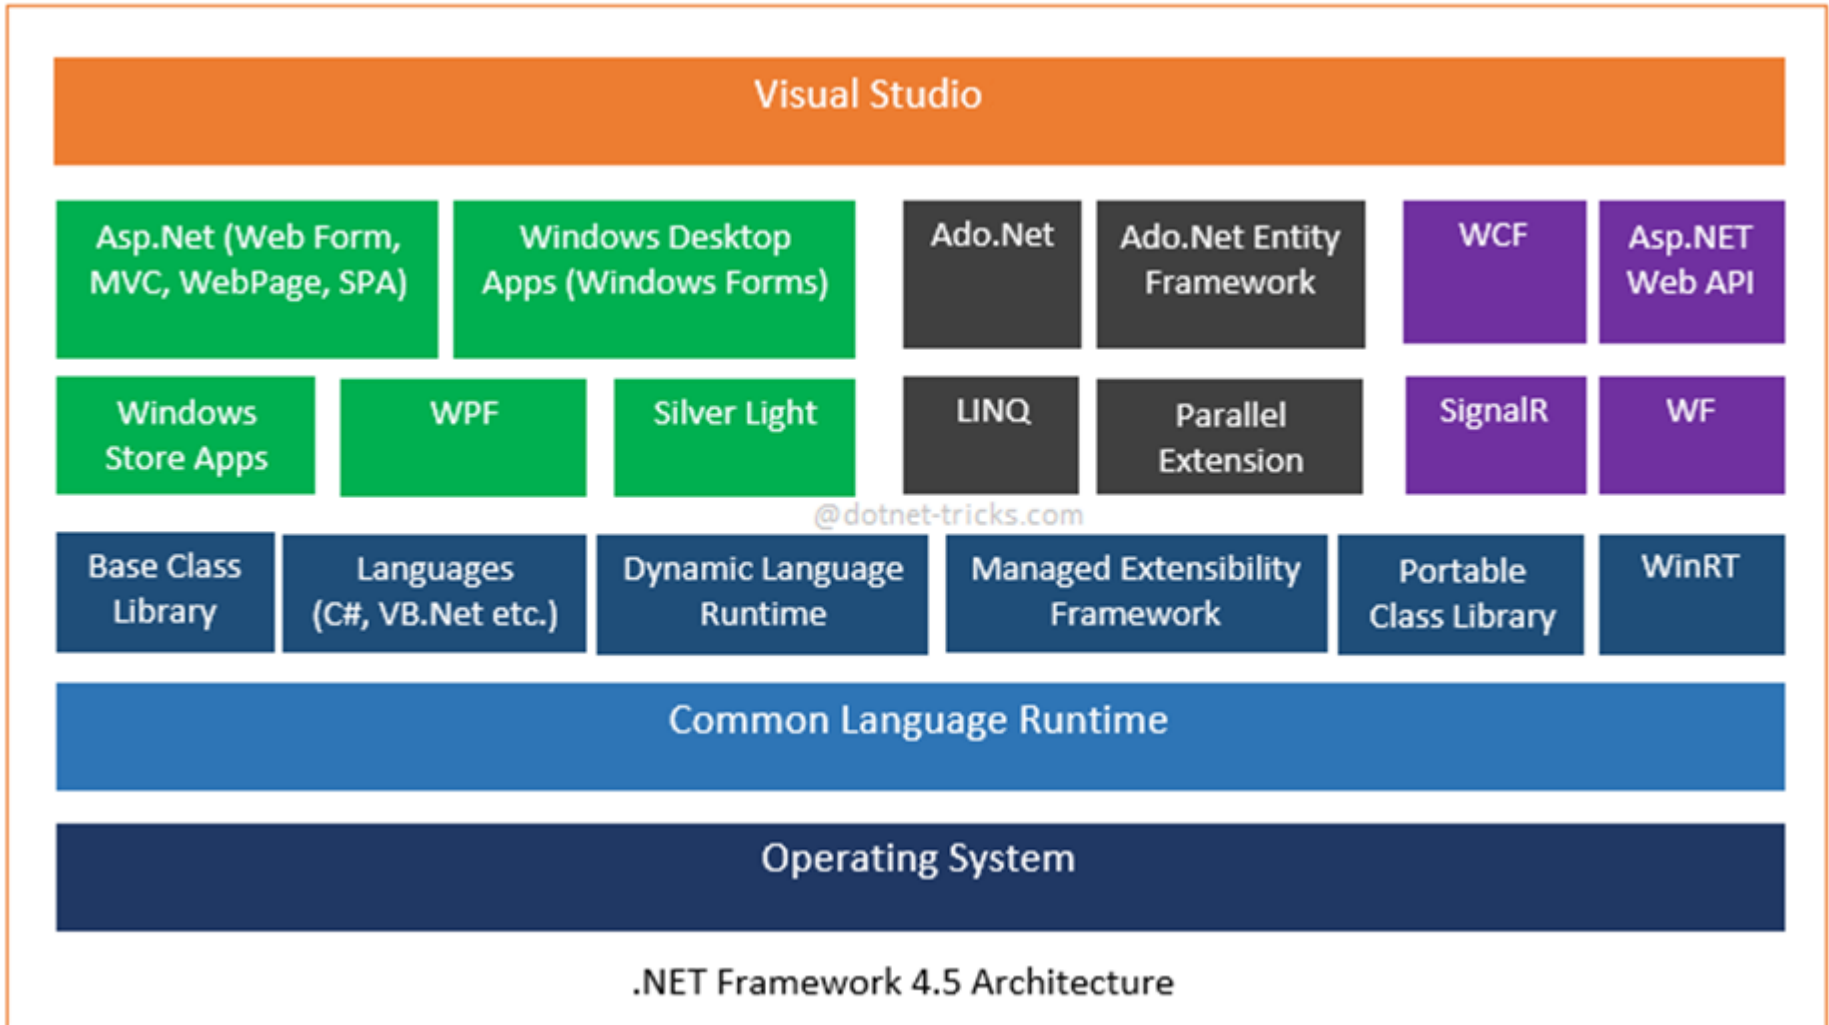 Visual Studio
Asp.Net (Web Form,
MVC, WebPage, SPA)
Windows Desktop
Apps (Windows Forms)
Ado.Net
Ado.Net Entity
Framework
WCF
Asp.NET
Web API
Windows
Store Apps
WPF
Silver Light
LINQ
Parallel
Extension
SignalR
WF
@dotnet-tricks.com
Base Class
Library
Languages
(C#, VB.Net etc.)
Dynamic Language
Runtime
Managed Extensibility
Framework
Portable
Class Library
WinRT
Common Language Runtime
Operating System
.NET Framework 4.5 Architecture